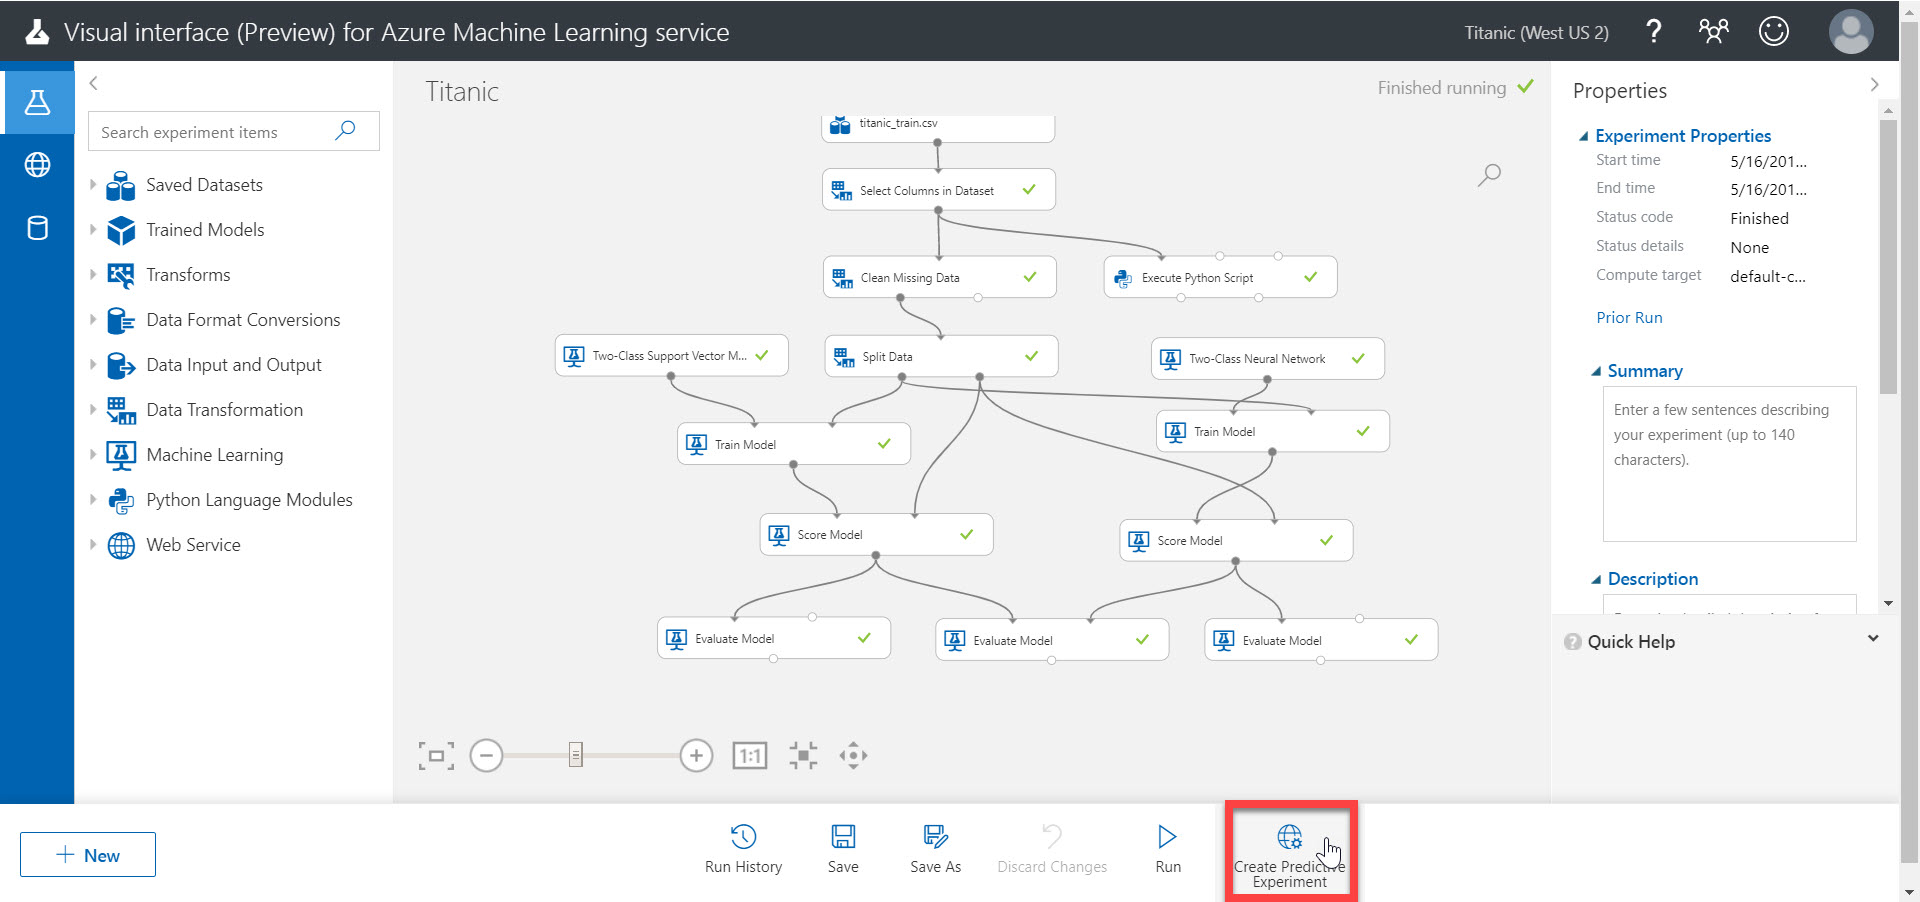 Visual interface (Preview) for Azure Machine Learning service
Titanic (West US 2)
?
Search experiment items
Saved Datasets
Trained Models
Transforms
Data Format Conversions
Data Input and Output
Data Transformation
Machine Learning
Python Language Modules
Web Service
Titanic
Finished running
titanic_train.csv
Select Columns in Dataset
Clean Missing Data
Execute Python Script
Two-Class Support Vector M...
Split Data
Two-Class Neural Network
Train Model
Train Model
Score Model
Score Model
Evaluate Model
Evaluate Model
Evaluate Model
1:1
Properties
Experiment Properties
Start time 5/16/201...
End time 5/16/201...
Status code Finished
Status details None
Compute target default-c...
Prior Run
Summary
Enter a few sentences describing
your experiment (up to 140
characters).
Description
? Quick Help
+ New
Run History
Save
Save As
Discard Changes
Run
Create Predictive
Experiment